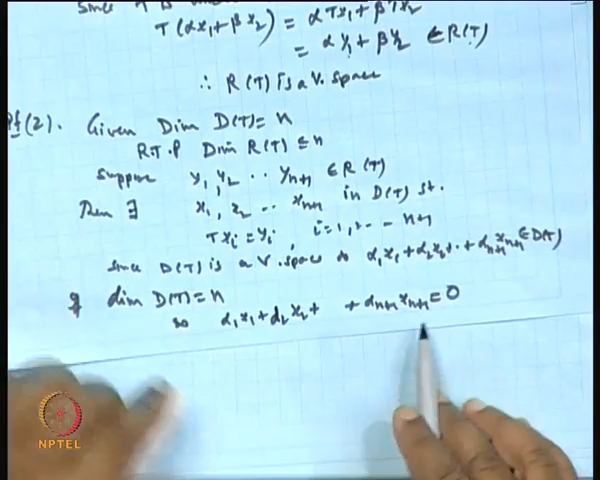 T(αx₁+βx₂) = αTx₁+βTx₂
= αy₁+βy₂ ∈R(T)
∴ R(T) is a V. space
Pf(2). Given Dim D(T)= n
R.T.P Dim R(T) ≤ n
Suppose y₁, y₂ .. yₙ₊₁ ∈ R(T)
Then ∃ x₁, x₂ .. xₙ₊₁ in D(T) st.
Txᵢ=yᵢ, i=1,.. - n+1
Since D(T) is a V. space so α₁x₁+α₂x₂+..+αₙ₊₁xₙ₊₁∈D(T)
dim D(T)=n
so α₁x₁+α₂x₂+ +αₙ₊₁xₙ₊₁=0
NPTEL